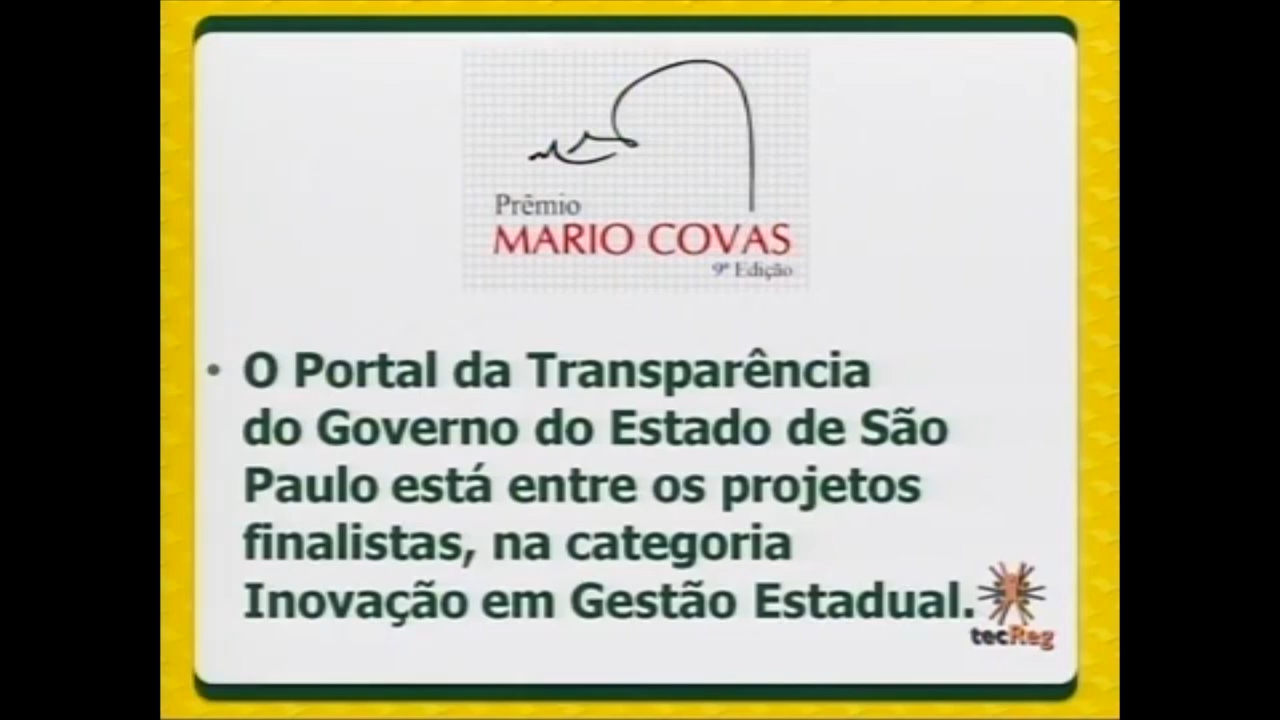 Prêmio
MARIO COVAS
9ª Edição
• O Portal da Transparência
do Governo do Estado de São
Paulo está entre os projetos
finalistas, na categoria
Inovação em Gestão Estadual.
tecReg